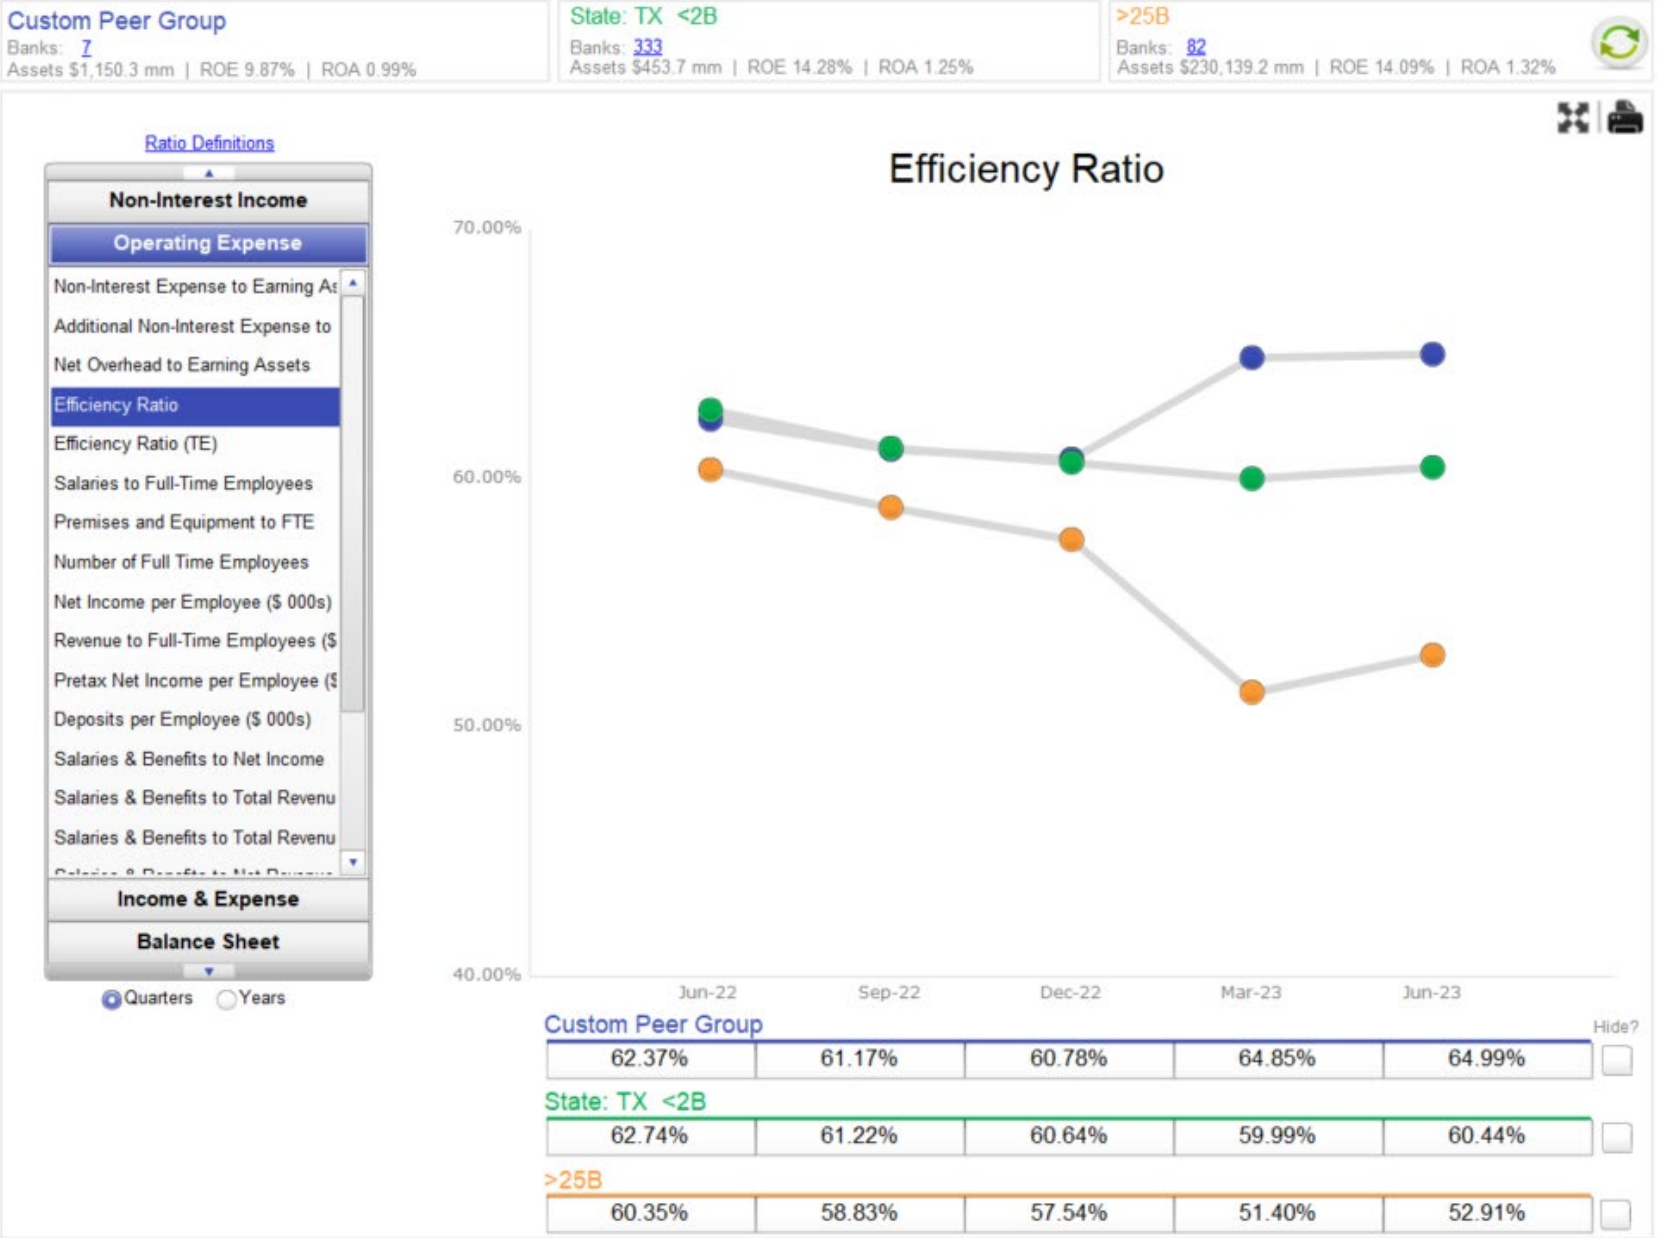 Custom Peer Group
Banks: 7
Assets $1,150.3 mm | ROE 9.87% | ROA 0.99%
State: TX <2B
Banks: 333
Assets $453.7 mm | ROE 14.28% | ROA 1.25%
>25B
Banks: 82
Assets $230,139.2 mm | ROE 14.09% | ROA 1.32%
Ratio Definitions
Non-Interest Income
Operating Expense
Non-Interest Expense to Earning As
Additional Non-Interest Expense to
Net Overhead to Earning Assets
Efficiency Ratio
Efficiency Ratio (TE)
Salaries to Full-Time Employees
Premises and Equipment to FTE
Number of Full Time Employees
Net Income per Employee ($ 000s)
Revenue to Full-Time Employees ($
Pretax Net Income per Employee ($
Deposits per Employee ($ 000s)
Salaries & Benefits to Net Income
Salaries & Benefits to Total Revenu
Salaries & Benefits to Total Revenu
Income & Expense
Balance Sheet
Quarters Years
Efficiency Ratio
70.00%
60.00%
50.00%
40.00%
Jun-22 Sep-22 Dec-22 Mar-23 Jun-23
Custom Peer Group Hide?
62.37% 61.17% 60.78% 64.85% 64.99%
State: TX <2B
62.74% 61.22% 60.64% 59.99% 60.44%
>25B
60.35% 58.83% 57.54% 51.40% 52.91%